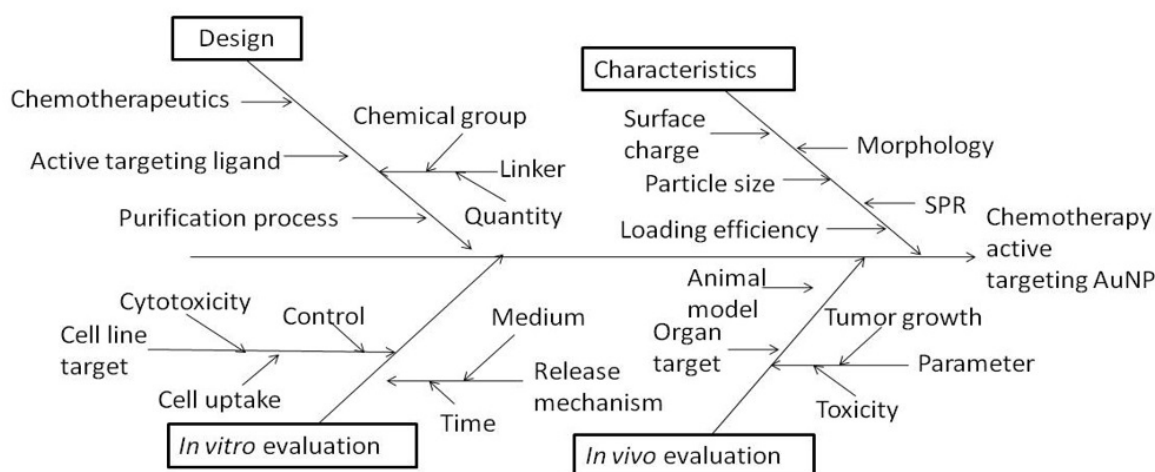 Design
Characteristics
Chemotherapeutics
Chemical group
Surface
charge
Morphology
Active targeting ligand
Linker
Particle size
Purification process
Quantity
SPR
Loading efficiency
Chemotherapy
active
targeting AuNP
Cytotoxicity
Control
Medium
Animal
model
Tumor growth
Cell line
target
Organ
target
Parameter
Cell uptake
Time
Release
mechanism
Toxicity
In vitro evaluation
In vivo evaluation